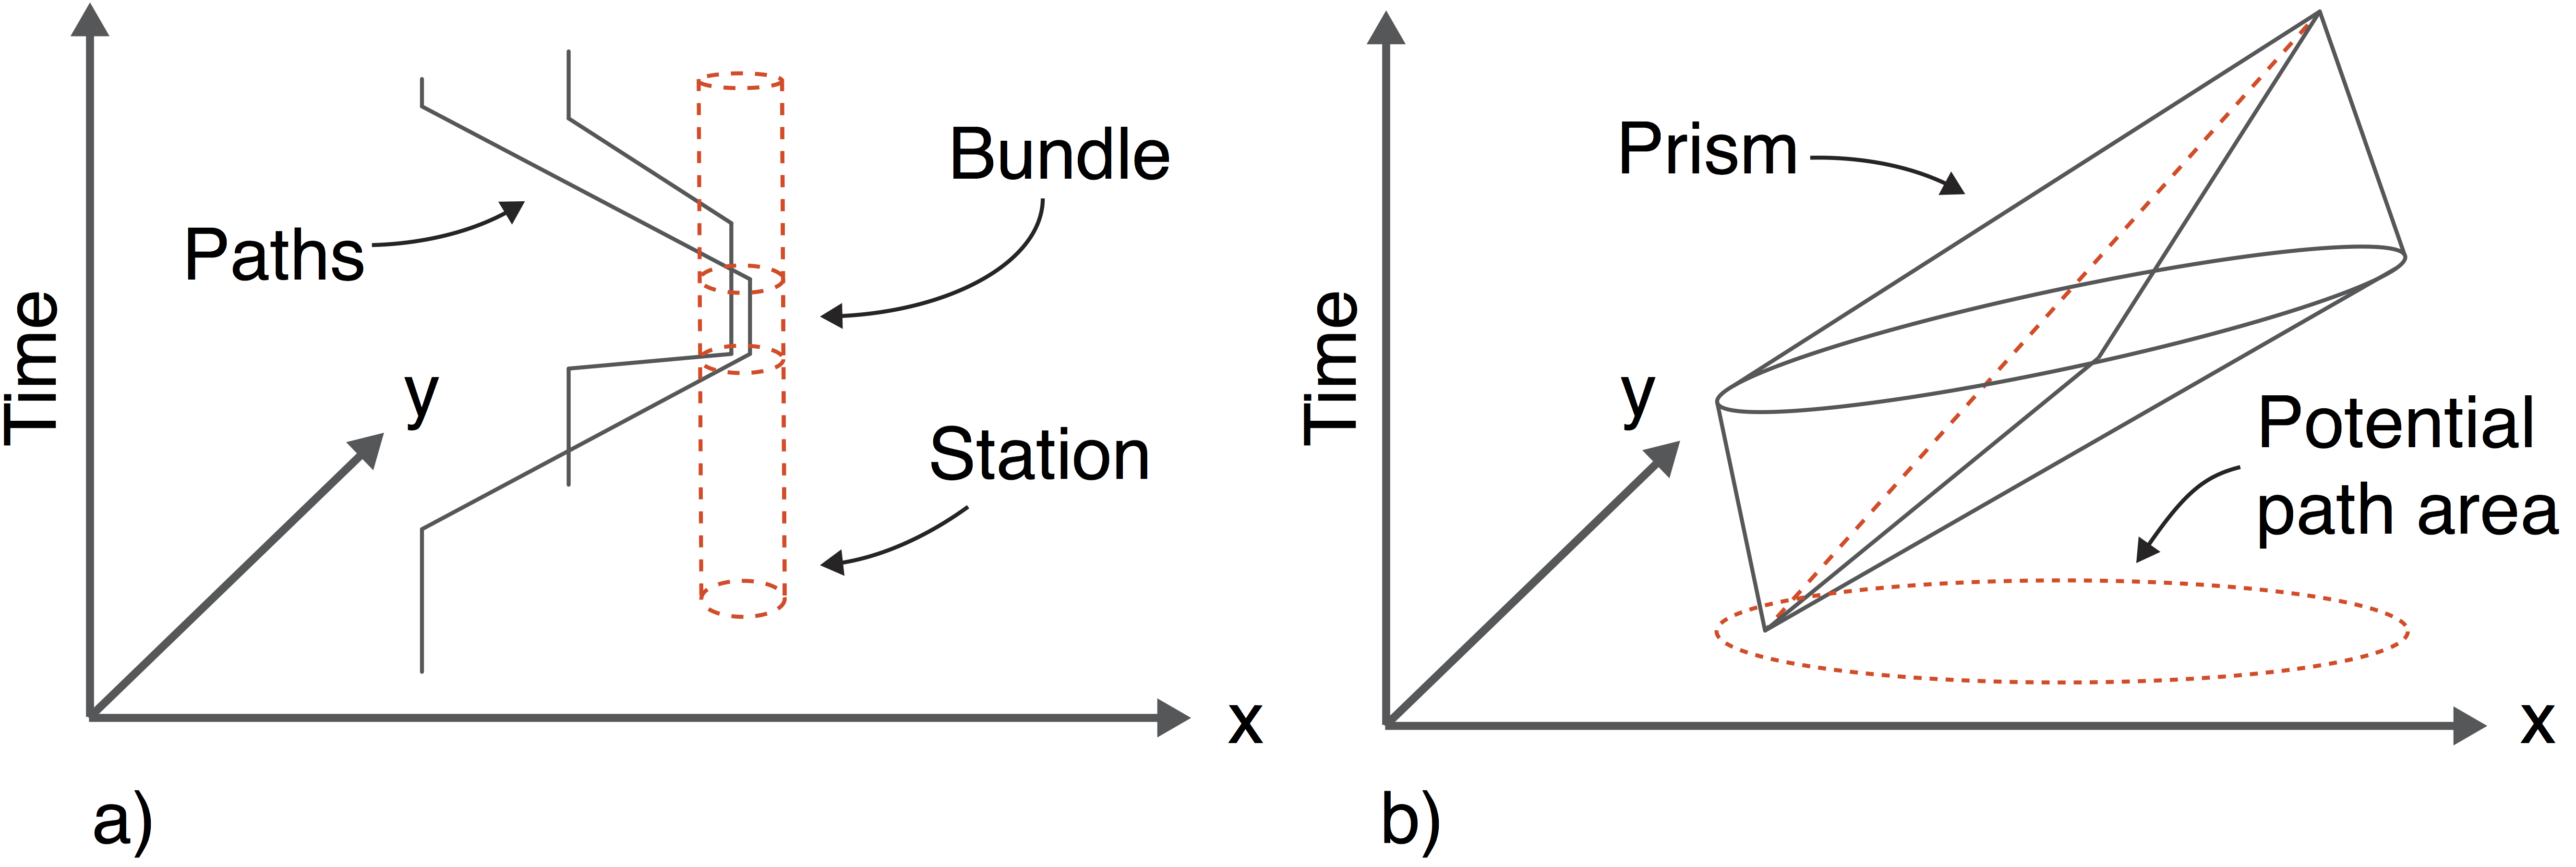 Time
y
x
Paths
Bundle
Station
a)
Time
y
x
Prism
Potential
path area
b)